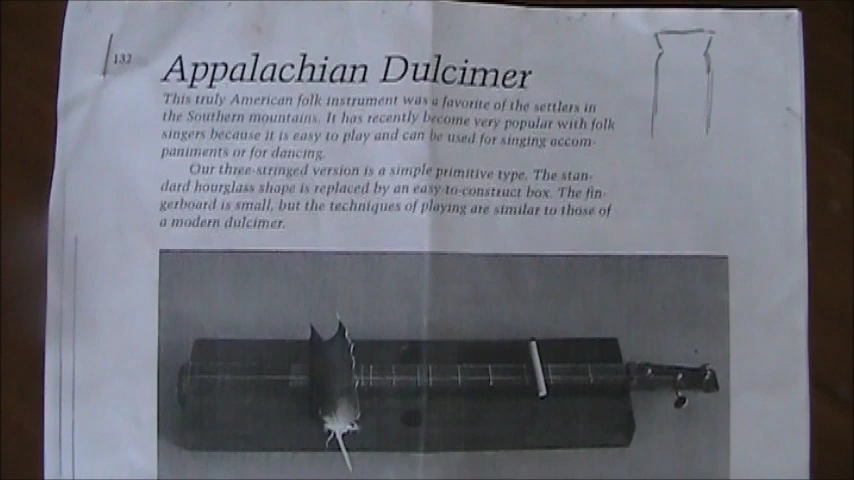 132
Appalachian Dulcimer
This truly American folk instrument was a favorite of the settlers in
the Southern mountains. It has recently become very popular with folk
singers because it is easy to play and can be used for singing accom-
paniments or for dancing.
Our three-stringed version is a simple primitive type. The stan-
dard hourglass shape is replaced by an easy-to-construct box. The fin-
gerboard is small, but the techniques of playing are similar to those of
a modern dulcimer.